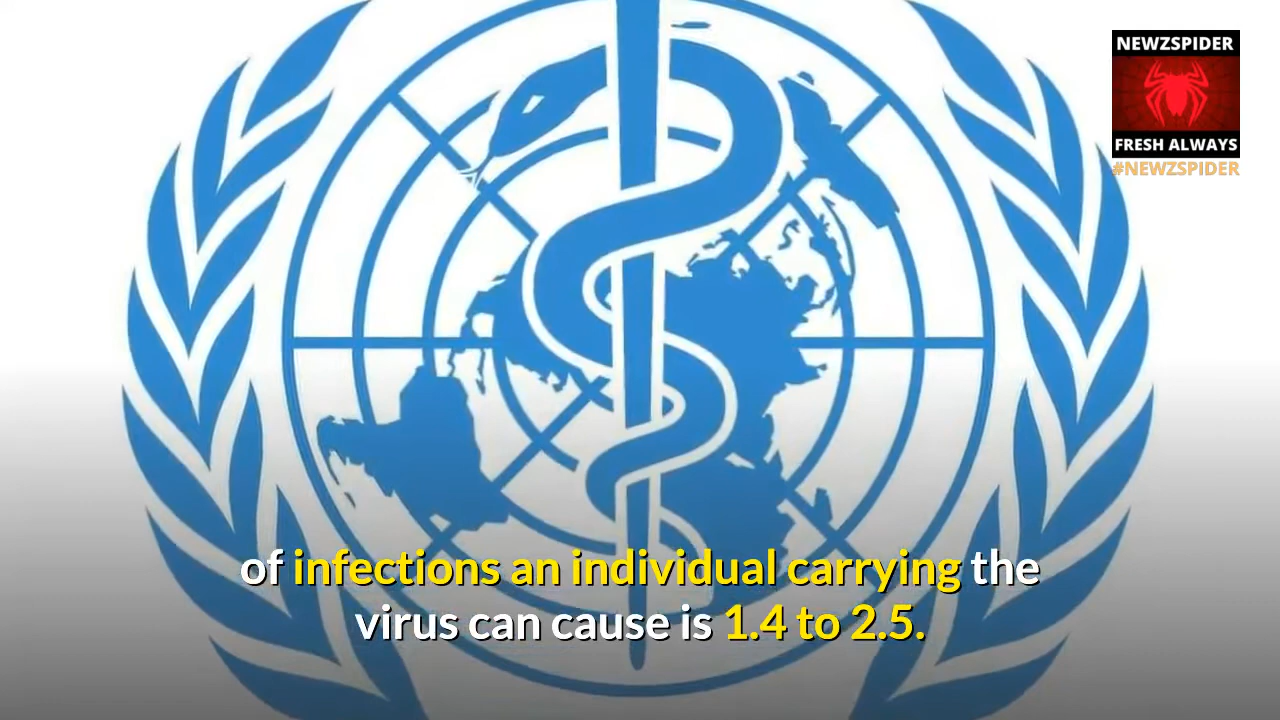 NEWZSPIDER
FRESH ALWAYS
#NEWZSPIDER
of infections an individual carrying the
virus can cause is 1.4 to 2.5.